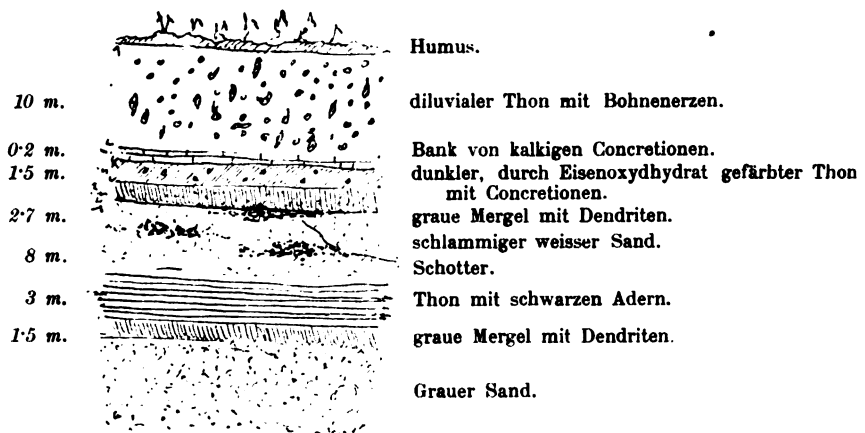 Humus.
10 m. diluvialer Thon mit Bohnenerzen.
0·2 m. Bank von kalkigen Concretionen.
1·5 m. dunkler, durch Eisenoxydhydrat gefärbter Thon
mit Concretionen.
2·7 m. graue Mergel mit Dendriten.
schlammiger weisser Sand.
8 m.
Schotter.
3 m. Thon mit schwarzen Adern.
1·5 m. graue Mergel mit Dendriten.
Grauer Sand.